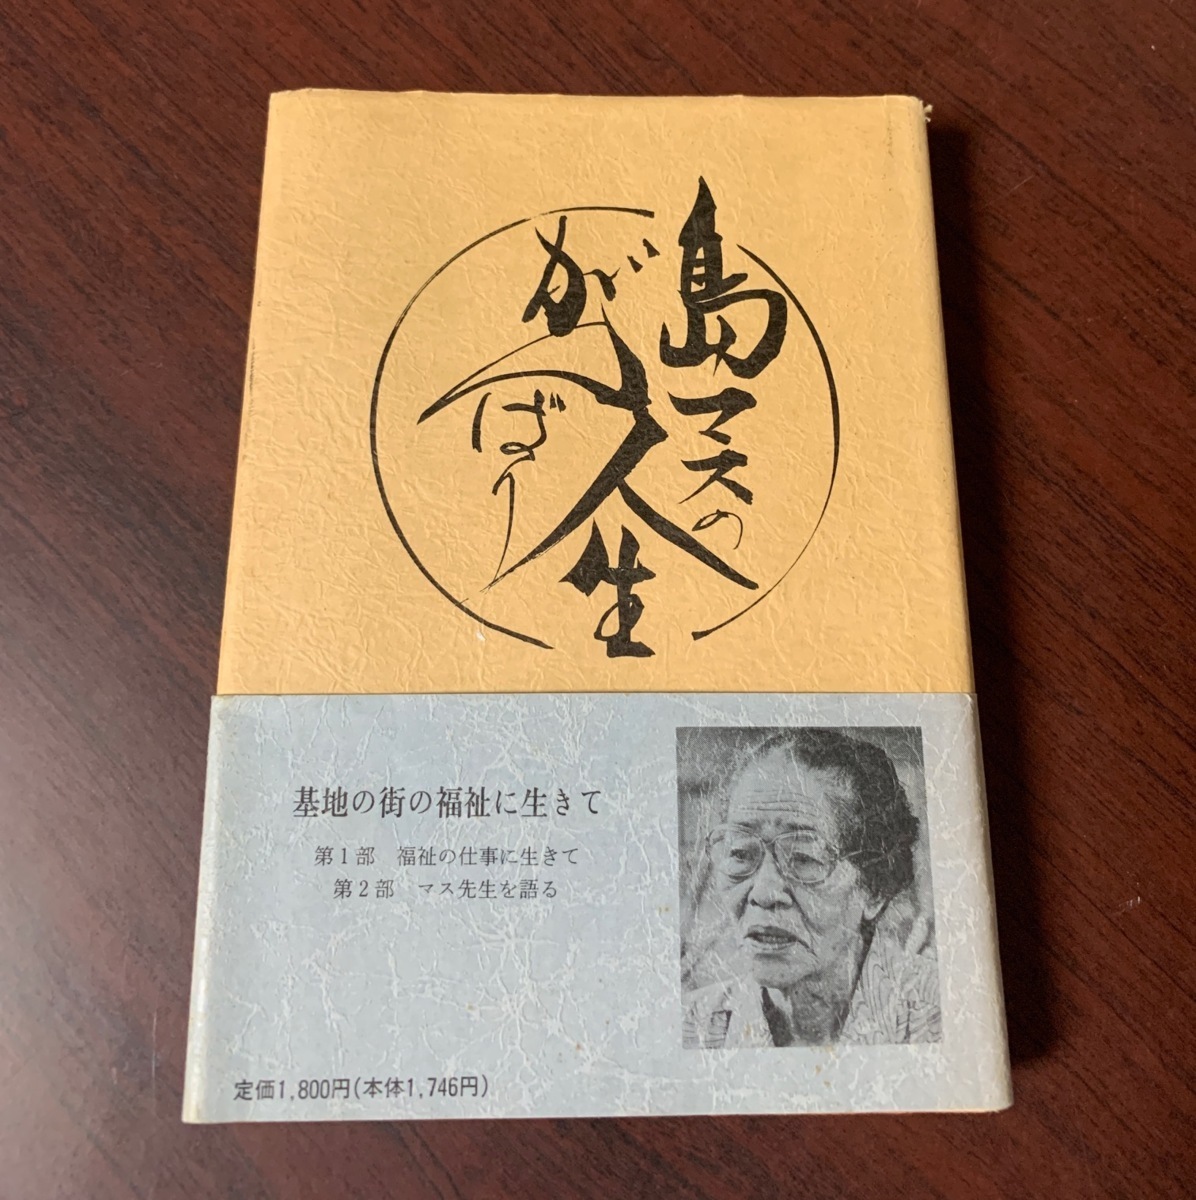 島マスの
がんばり
人生
基地の街の福祉に生きて
第1部　福祉の仕事に生きて
第2部　マス先生を語る
定価1,800円(本体1,746円)